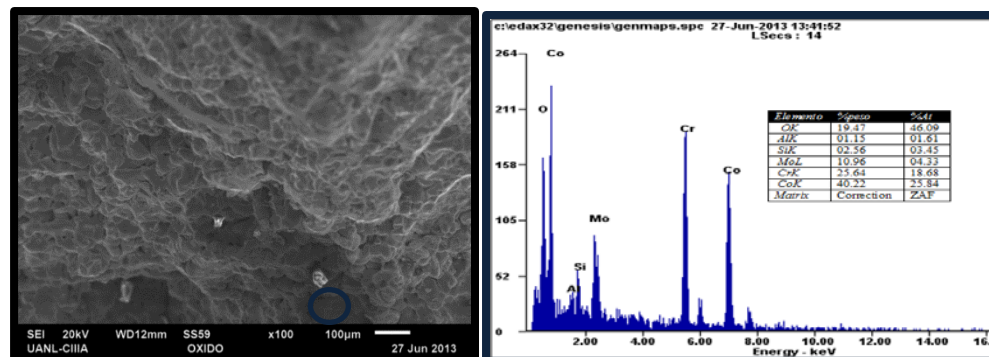 SEI 20kV WD12mm SS59 x100 100μm
UANL-CIIIA OXIDO 27 Jun 2013
c:\edax32\genesis\genmaps.spc 27-Jun-2013 13:41:52
LSecs : 14
264
211
158
105
52
0
Co
O
Cr
Co
Mo
Si
Al
Elemento %peso %At
OK 19.47 46.09
AlK 01.15 01.61
SiK 02.56 03.45
MoL 10.96 04.33
CrK 25.64 18.68
CoK 40.22 25.84
Matrix Correction ZAF
2.00 4.00 6.00 8.00 10.00 12.00 14.00 16.
Energy - keV